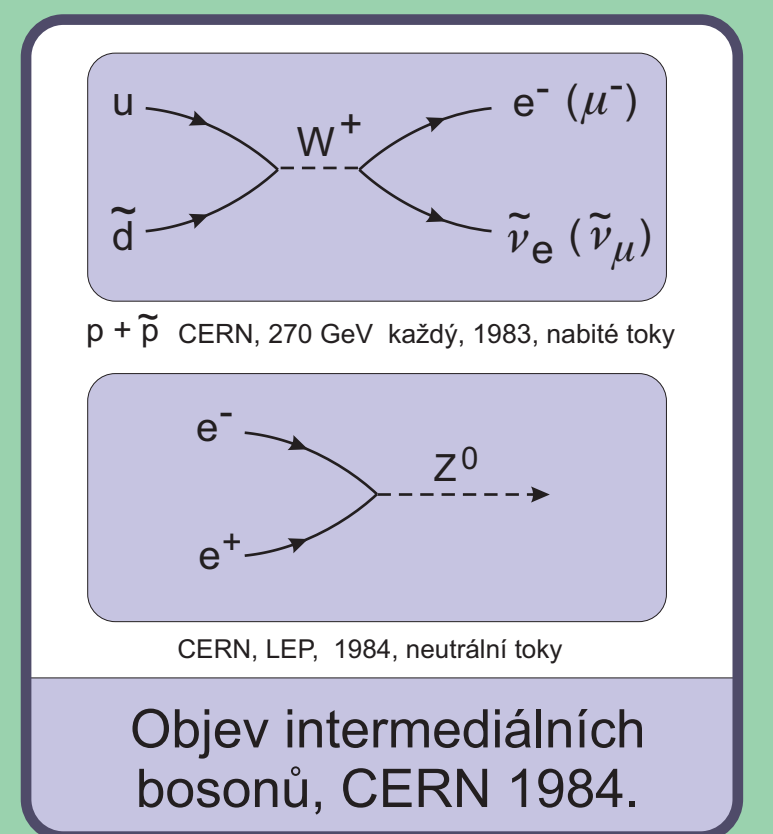 u W⁺ e⁻ (μ⁻)
d̃ ν̃e (ν̃μ)
p + p̃ CERN, 270 GeV každý, 1983, nabité toky
e⁻ Z⁰
e⁺
CERN, LEP, 1984, neutrální toky
Objev intermediálních
bosonů, CERN 1984.